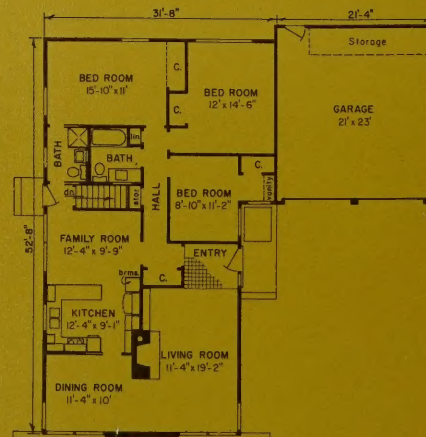 31'-8"
21'-4"
Storage
BED ROOM
15'-10" x 11'
C.
BED ROOM
12' x 14'-6"
C.
GARAGE
21' x 23'
BATH
lin.
BATH
HALL
C.
BED ROOM
8'-10" x 11'-2"
vanity
dn.
stor.
52'-8"
FAMILY ROOM
12'-4" x 9'-9"
ENTRY
brms.
C.
KITCHEN
12'-4" x 9'-1"
LIVING ROOM
11'-4" x 19'-2"
DINING ROOM
11'-4" x 10'